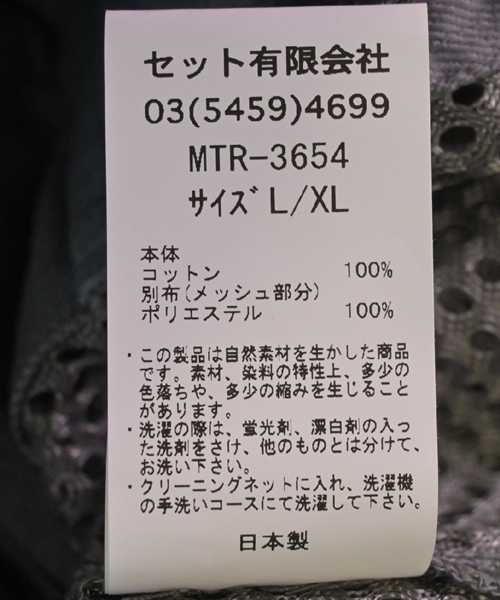 セット有限会社
03(5459)4699
MTR-3654
サイズ L/XL
本体
コットン 100%
別布(メッシュ部分)
ポリエステル 100%
・この製品は自然素材を生かした商品
です。素材、染料の特性上、多少の
色落ちや、多少の縮みを生じること
があります。
・洗濯の際は、蛍光剤、漂白剤の入っ
た洗剤をさけ、他のものとは分けて、
お洗い下さい。
・クリーニングネットに入れ、洗濯機
の手洗いコースにて洗濯して下さい。
日本製